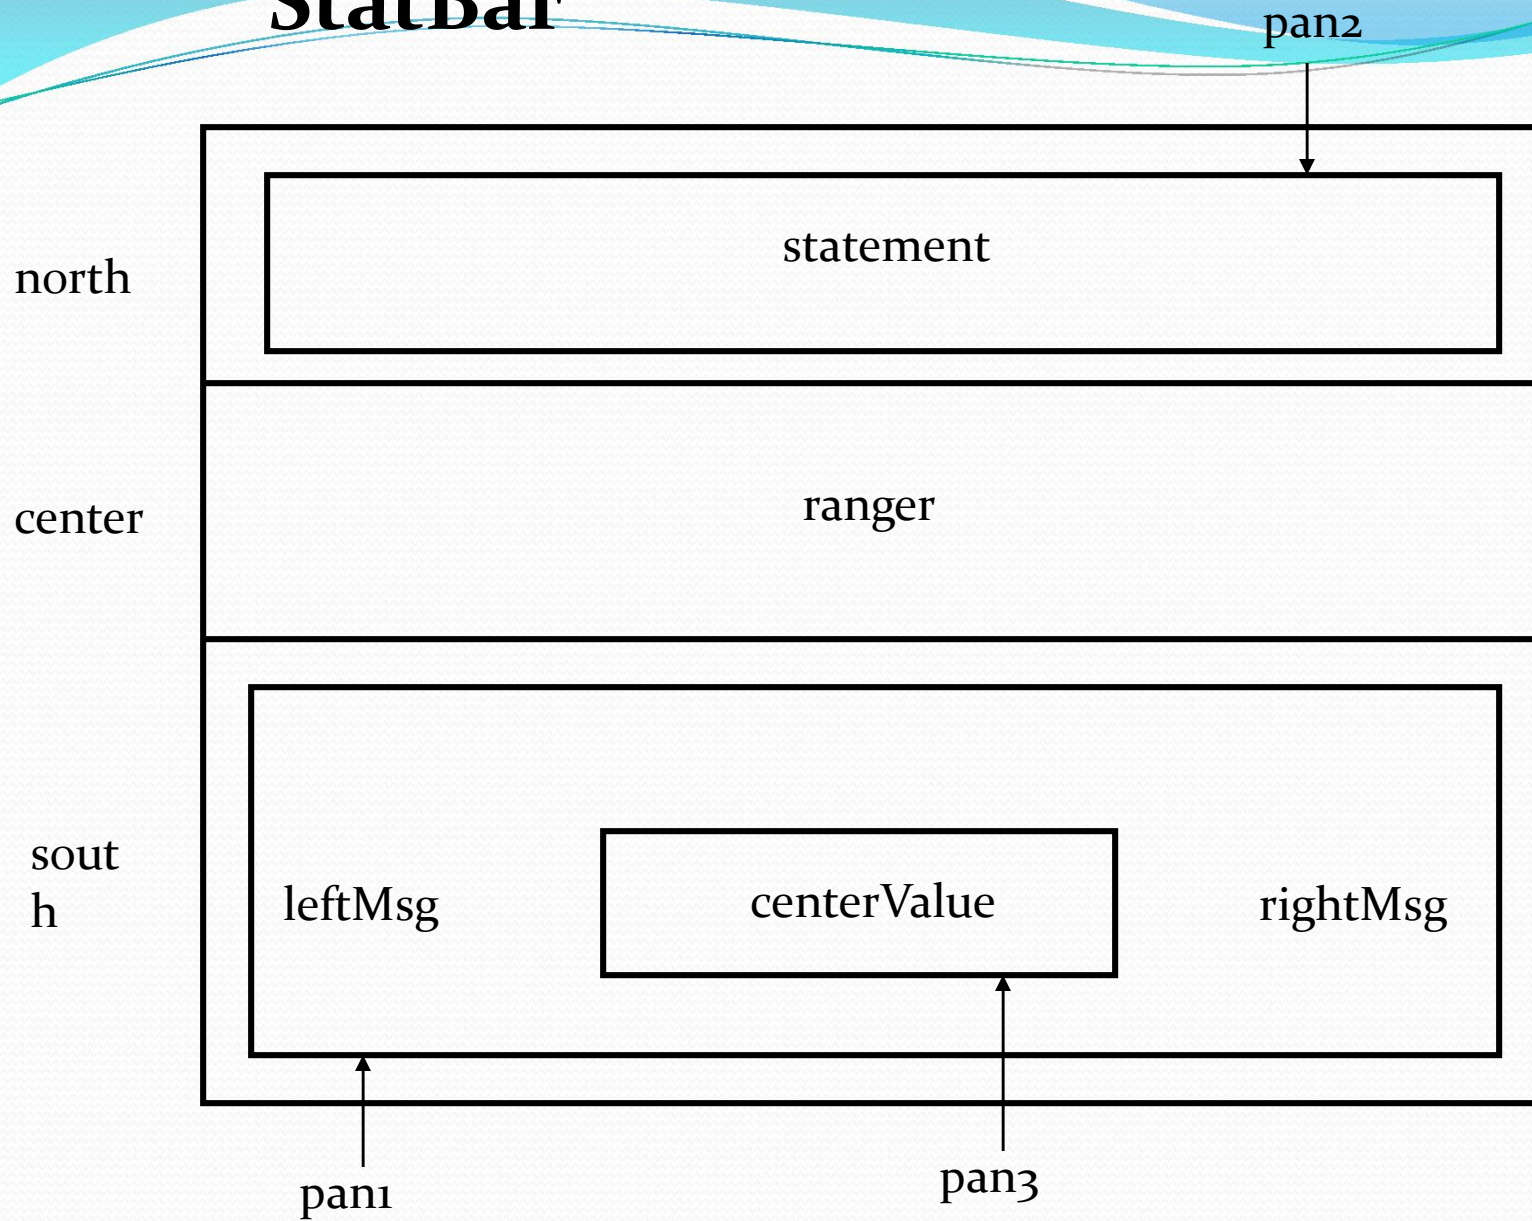 StatBar
pan2
statement
north
ranger
center
sout
h
leftMsg
centerValue
rightMsg
pan1
pan3